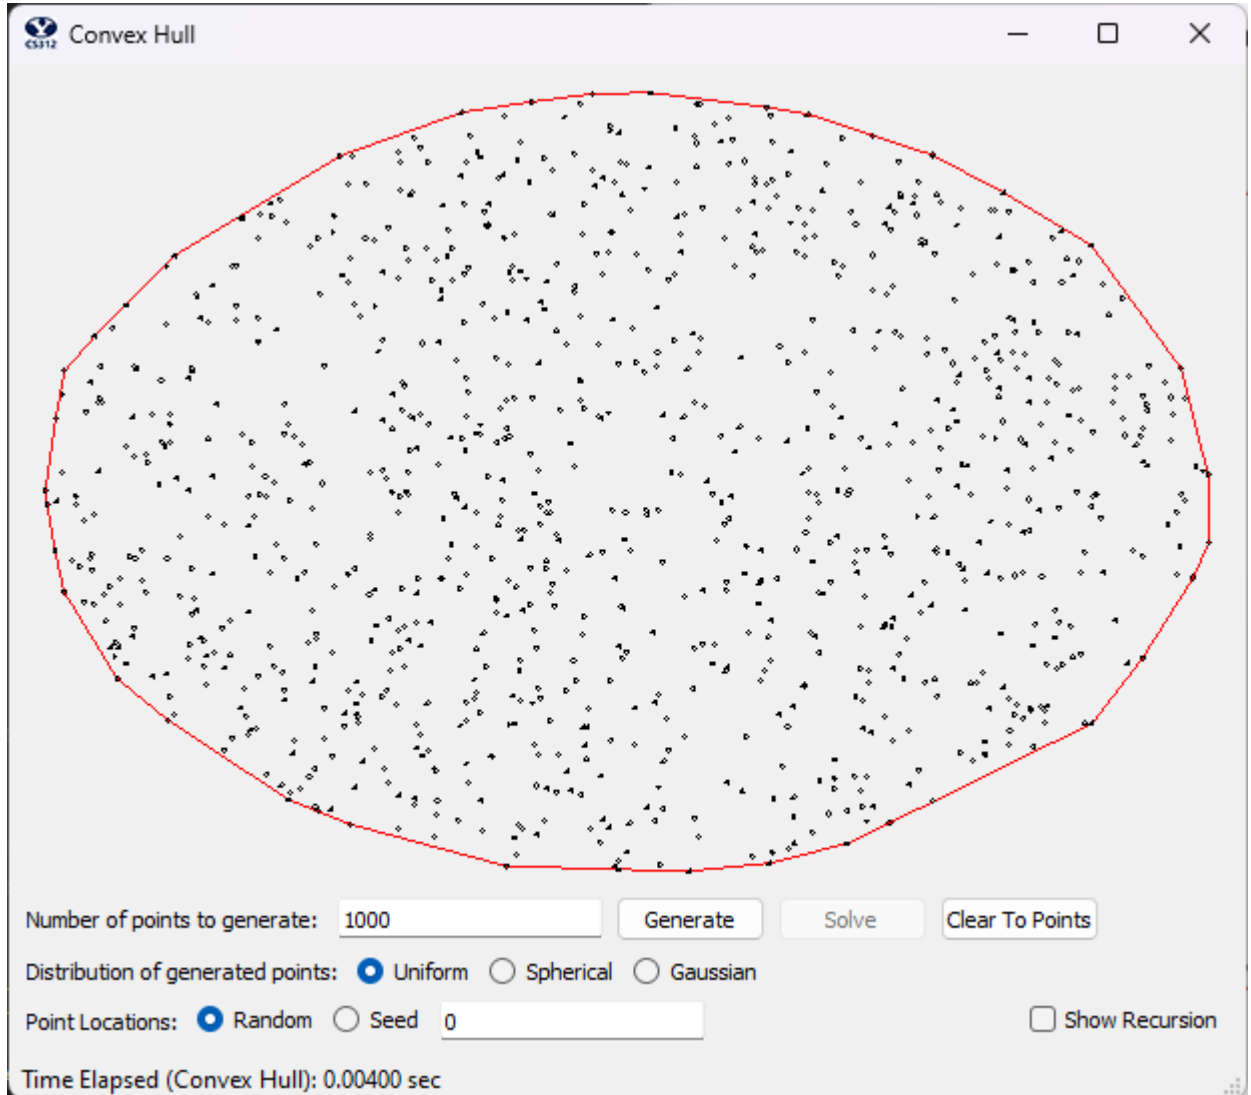 CS312 Convex Hull
Number of points to generate: 1000 Generate Solve Clear To Points
Distribution of generated points: Uniform Spherical Gaussian
Point Locations: Random Seed 0 Show Recursion
Time Elapsed (Convex Hull): 0.00400 sec